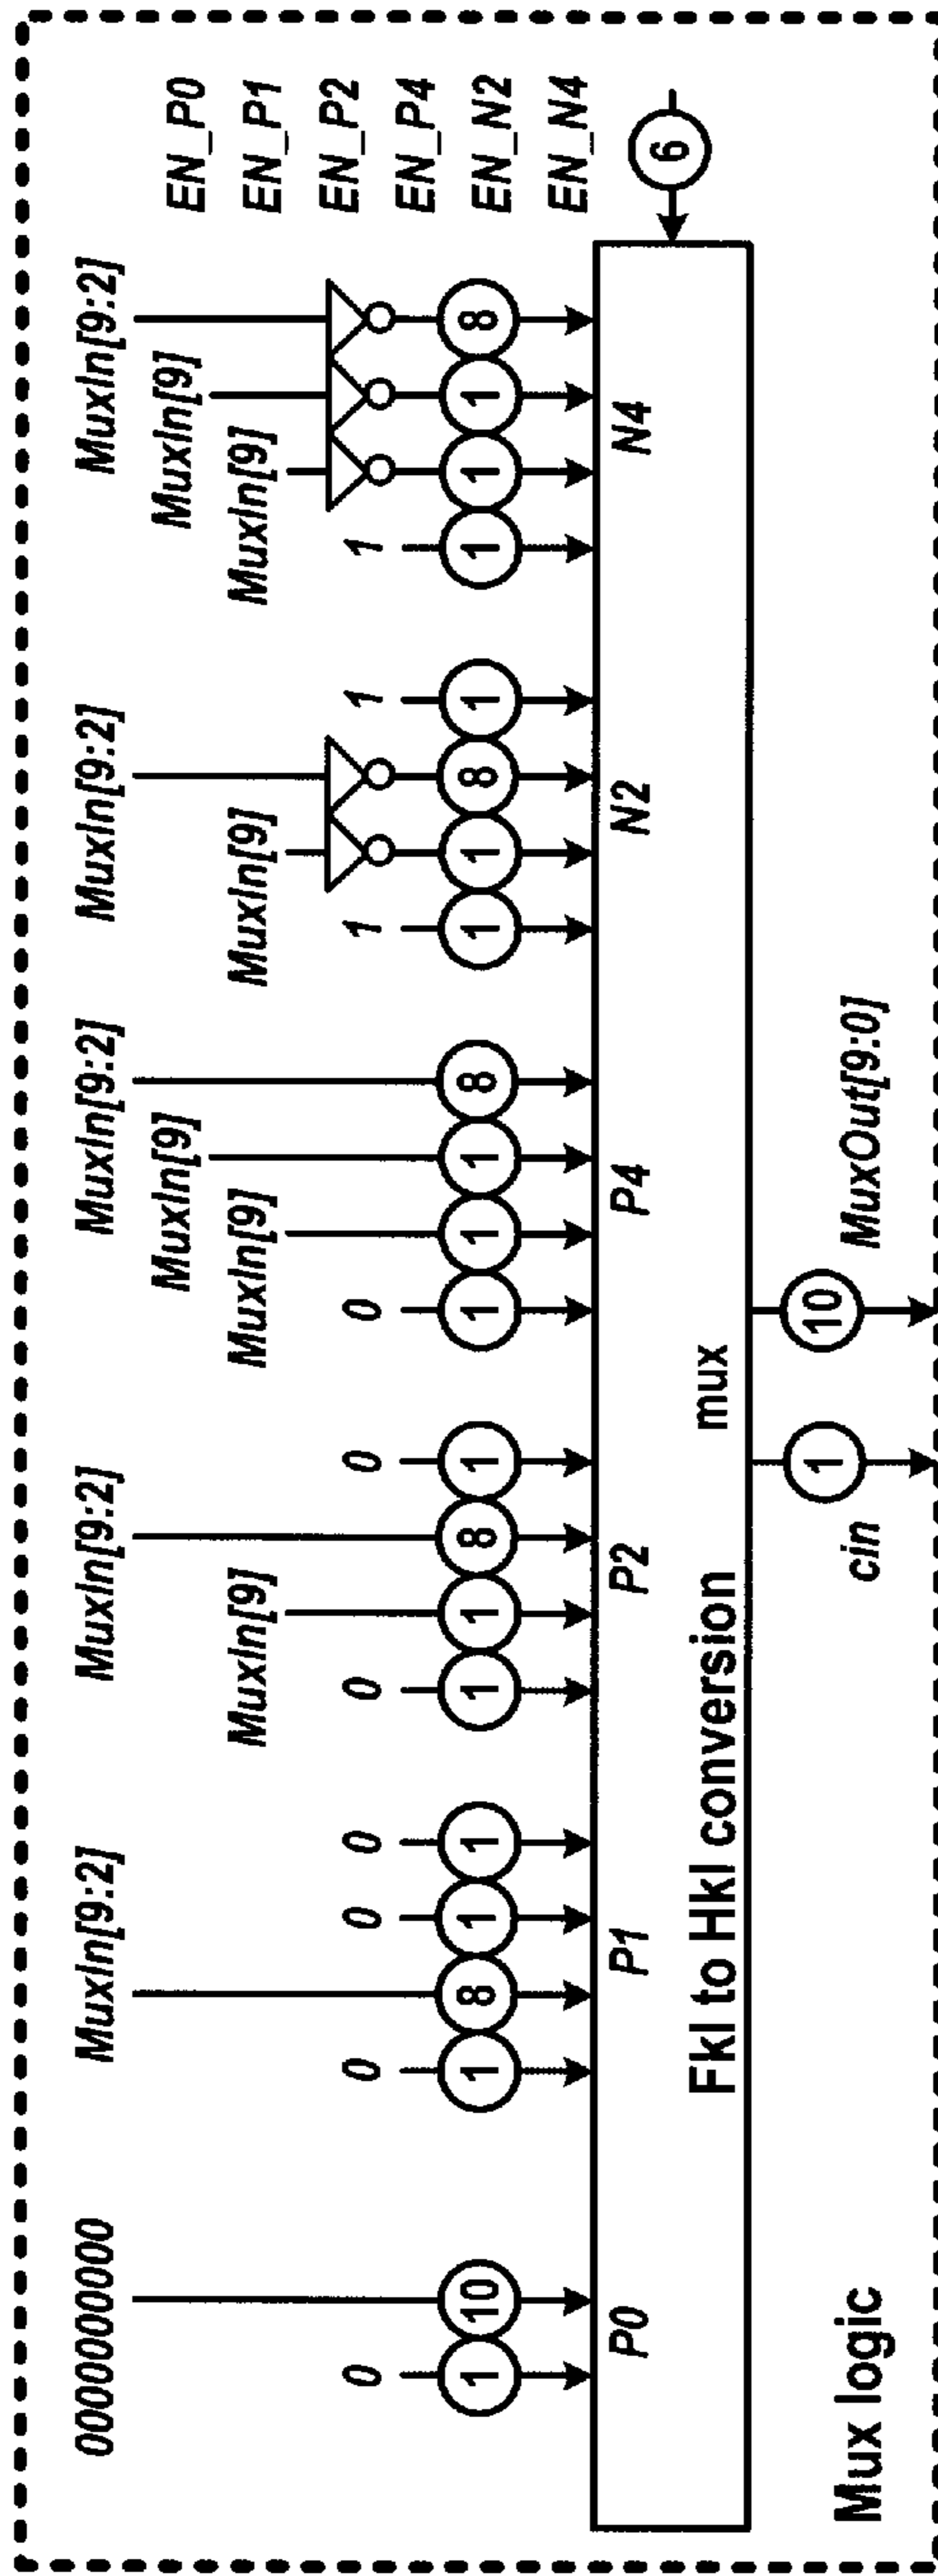 0000000000 MuxIn[9:2] MuxIn[9:2] MuxIn[9:2] MuxIn[9:2] MuxIn[9:2]
MuxIn[9] MuxIn[9] EN_P0
MuxIn[9] MuxIn[9] MuxIn[9] MuxIn[9] EN_P1
EN_P2
0 0 0 0 0 0 0 1 1 1
EN_P4
1 10 1 8 1 1 1 1 8 1 1 1 1 8 1 1 8 1 1 1 1 8 EN_N2
EN_N4
P0 P1 P2 P4 N2 N4
6
Fkl to Hkl conversion mux
1 10
Mux logic cin MuxOut[9:0]